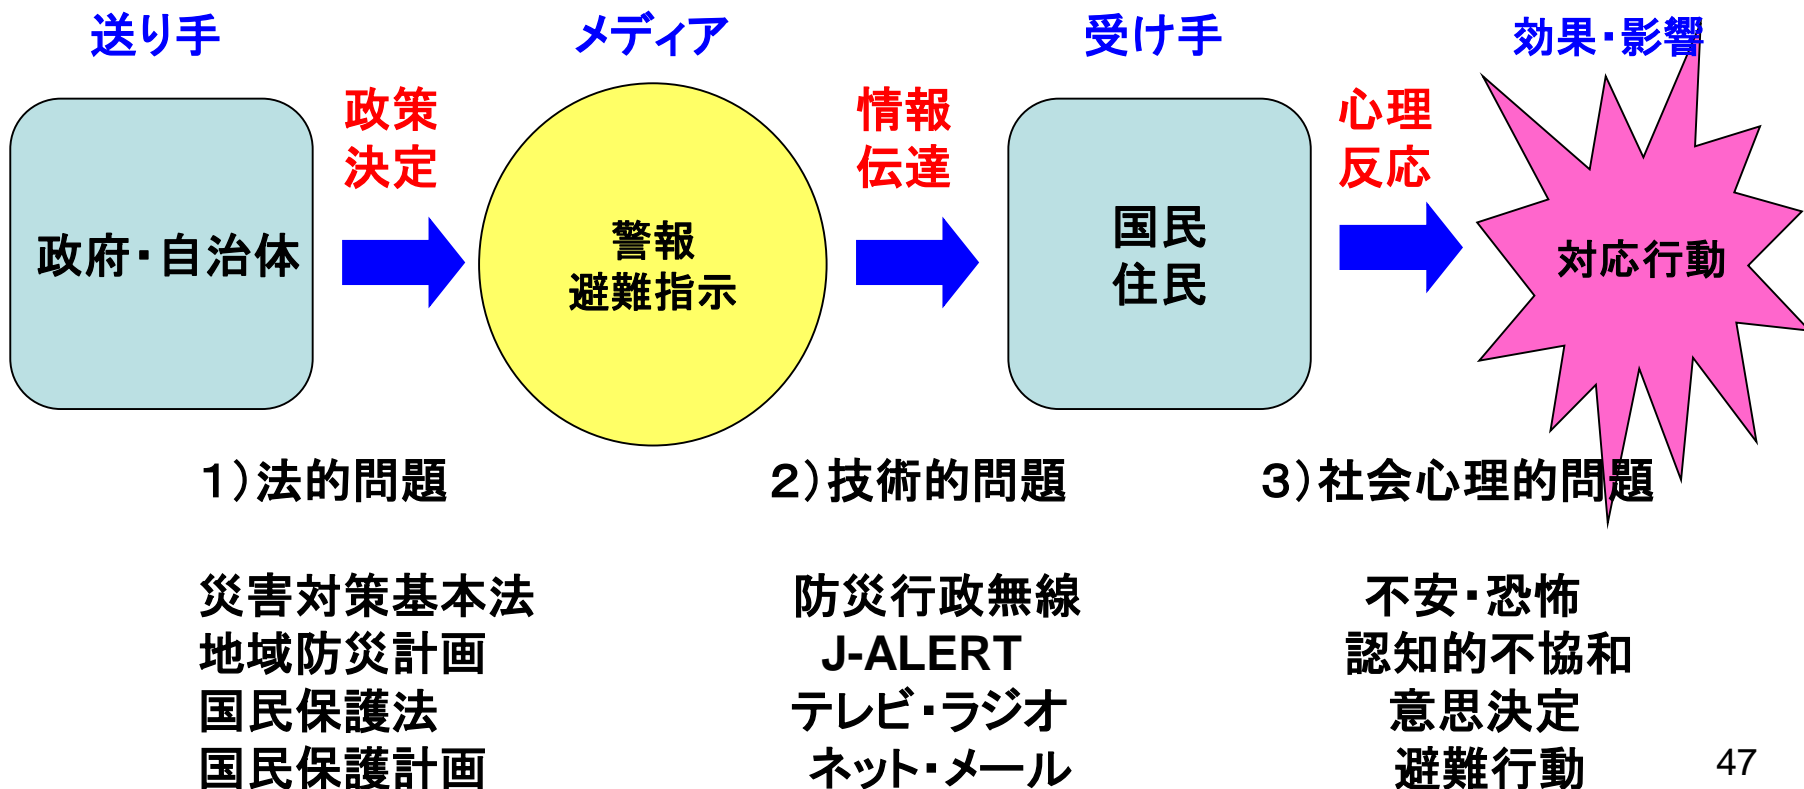 送り手
メディア
受け手
効果・影響
政策
決定
情報
伝達
心理
反応
政府・自治体
警報
避難指示
国民
住民
対応行動
１）法的問題
２）技術的問題
３）社会心理的問題
災害対策基本法
地域防災計画
国民保護法
国民保護計画
防災行政無線
J-ALERT
テレビ・ラジオ
ネット・メール
不安・恐怖
認知的不協和
意思決定
避難行動
47